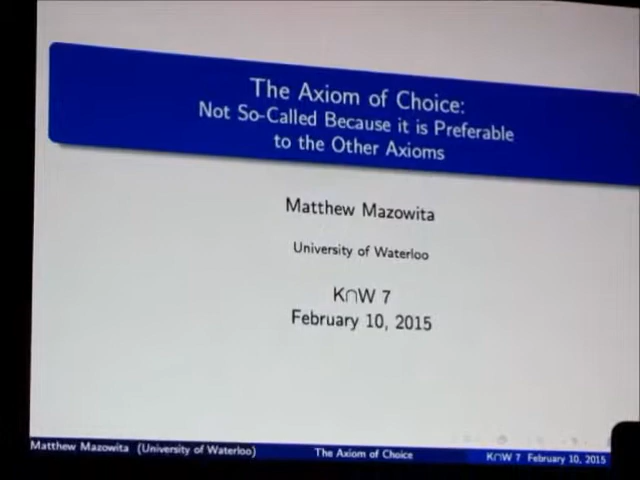 The Axiom of Choice:
Not So-Called Because it is Preferable
to the Other Axioms
Matthew Mazowita
University of Waterloo
K∩W 7
February 10, 2015
Matthew Mazowita (University of Waterloo)
The Axiom of Choice
K∩W 7 February 10, 2015